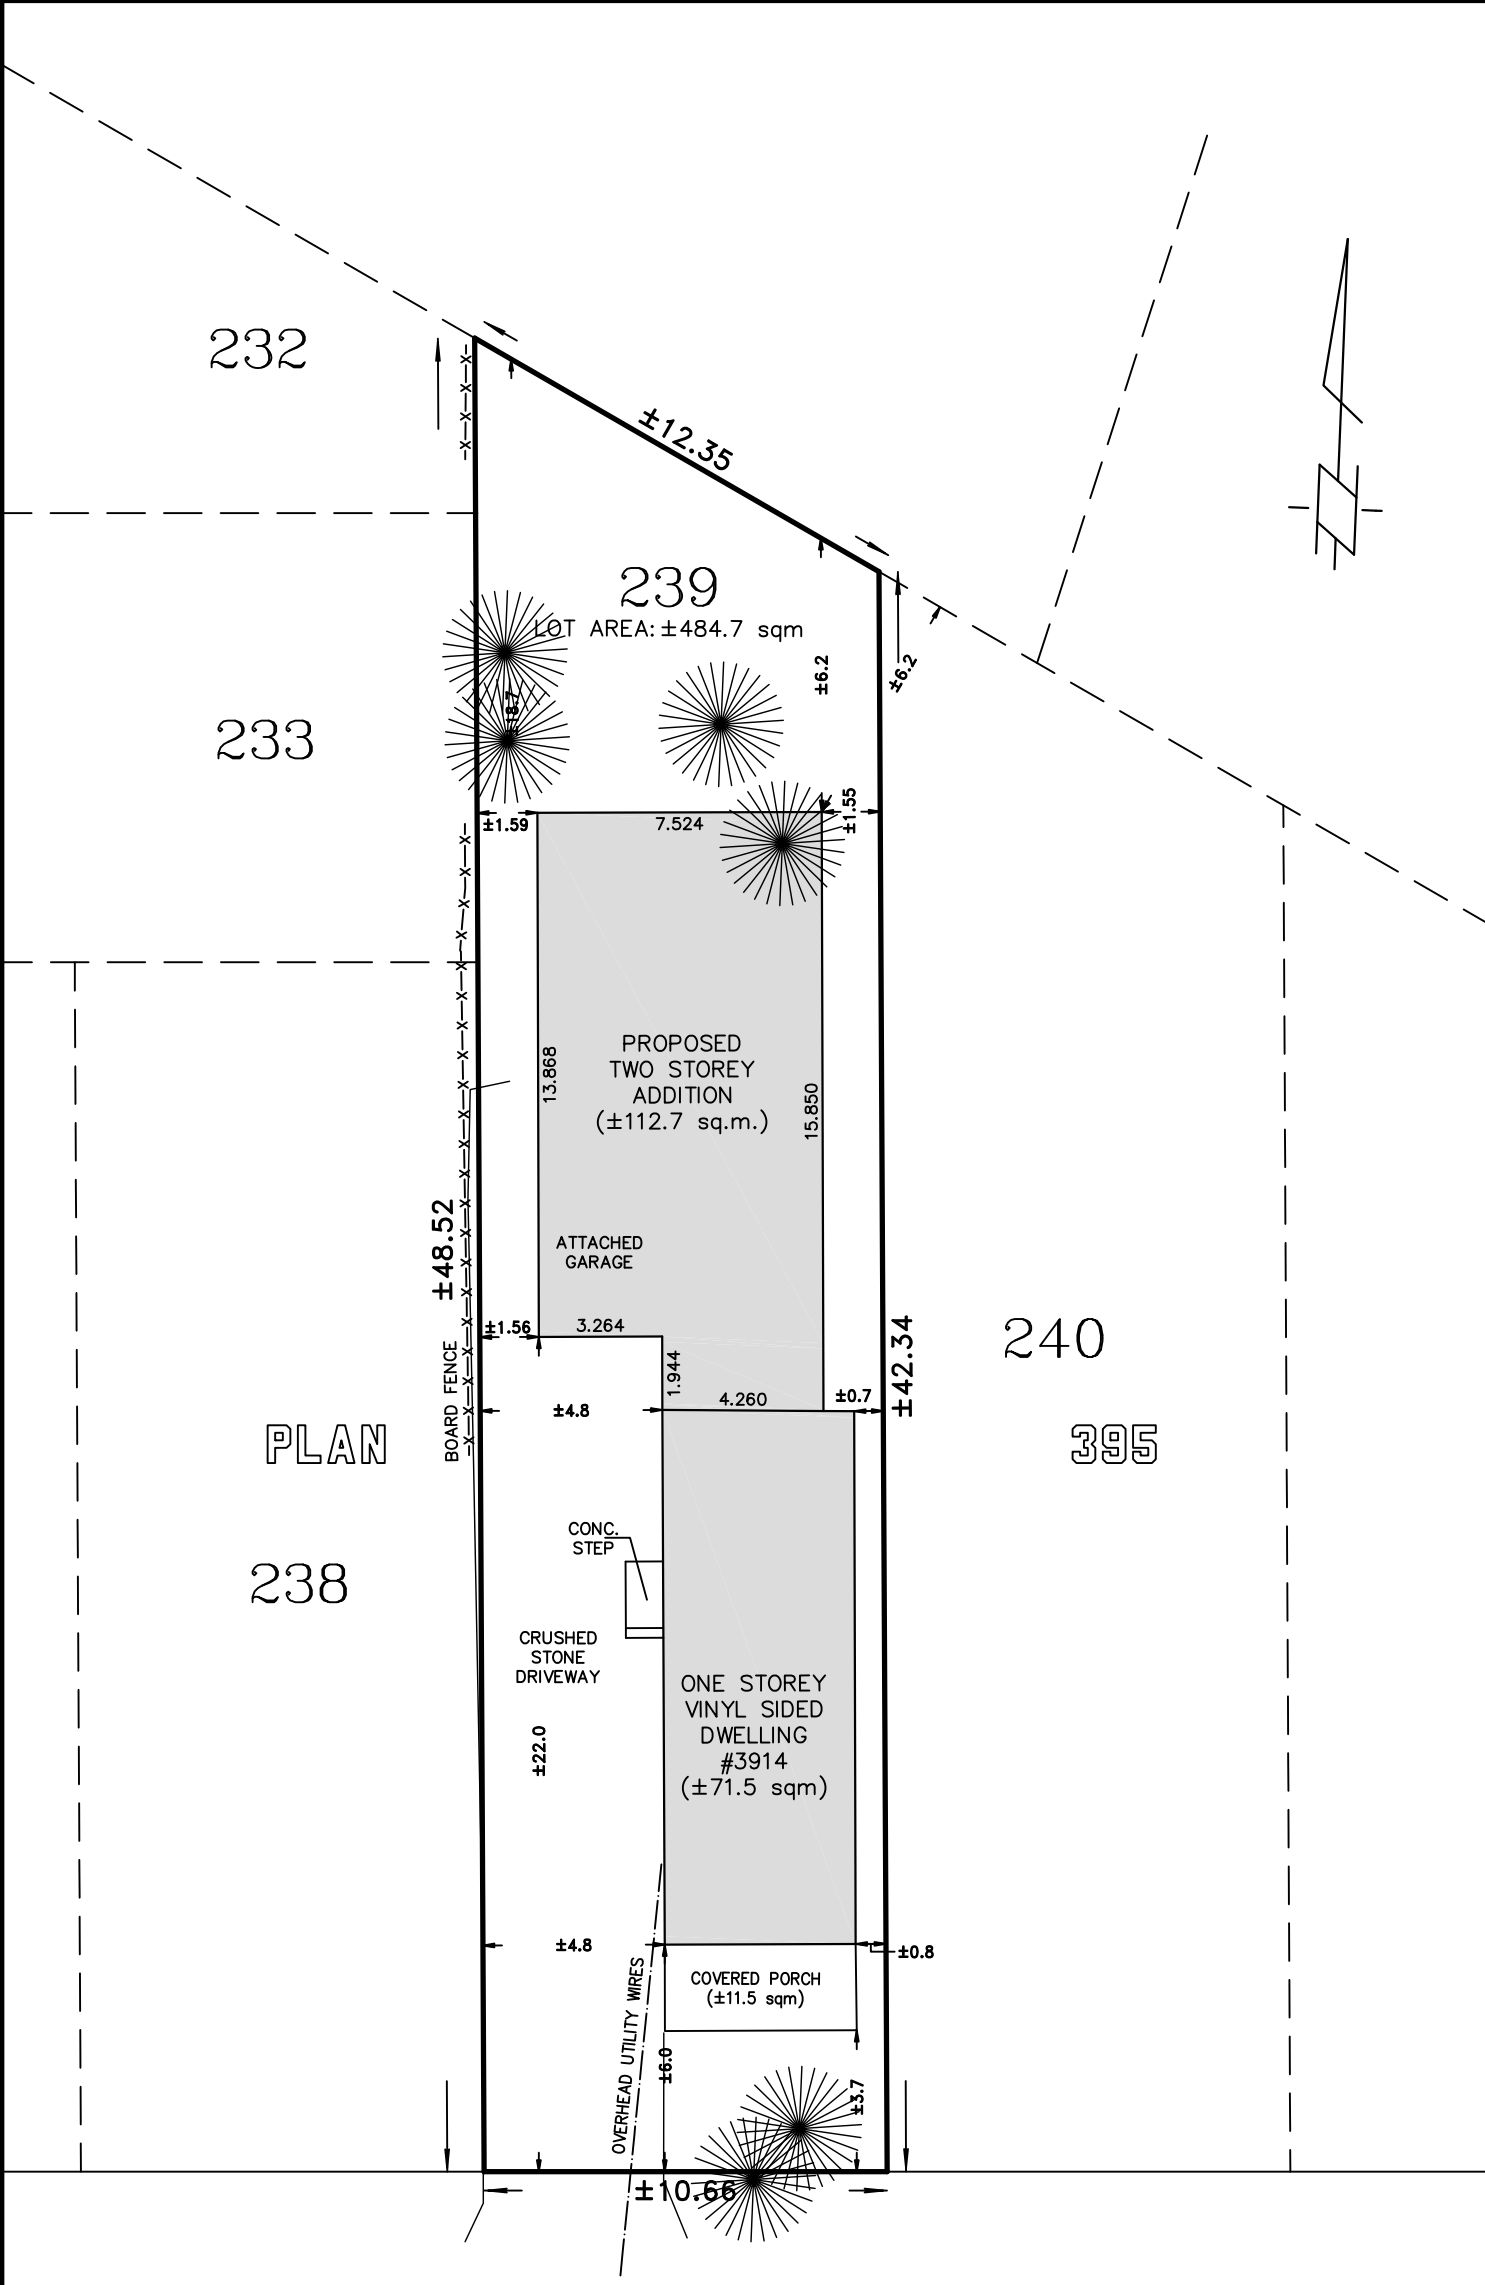 232
±12.35
239
LOT AREA: ±484.7 sqm
±6.2
±6.2
233
±18.7
±1.59
7.524
±1.55
PROPOSED
TWO STOREY
ADDITION
(±112.7 sq.m.)
13.868
15.850
±48.52
ATTACHED
GARAGE
±1.56
3.264
1.944
BOARD FENCE
±4.8
4.260
±0.7
±42.34
240
PLAN
395
CONC.
STEP
238
CRUSHED
STONE
DRIVEWAY
ONE STOREY
VINYL SIDED
DWELLING
#3914
(±71.5 sqm)
±22.0
±4.8
±0.8
OVERHEAD UTILITY WIRES
COVERED PORCH
(±11.5 sqm)
±6.0
±3.7
±10.66